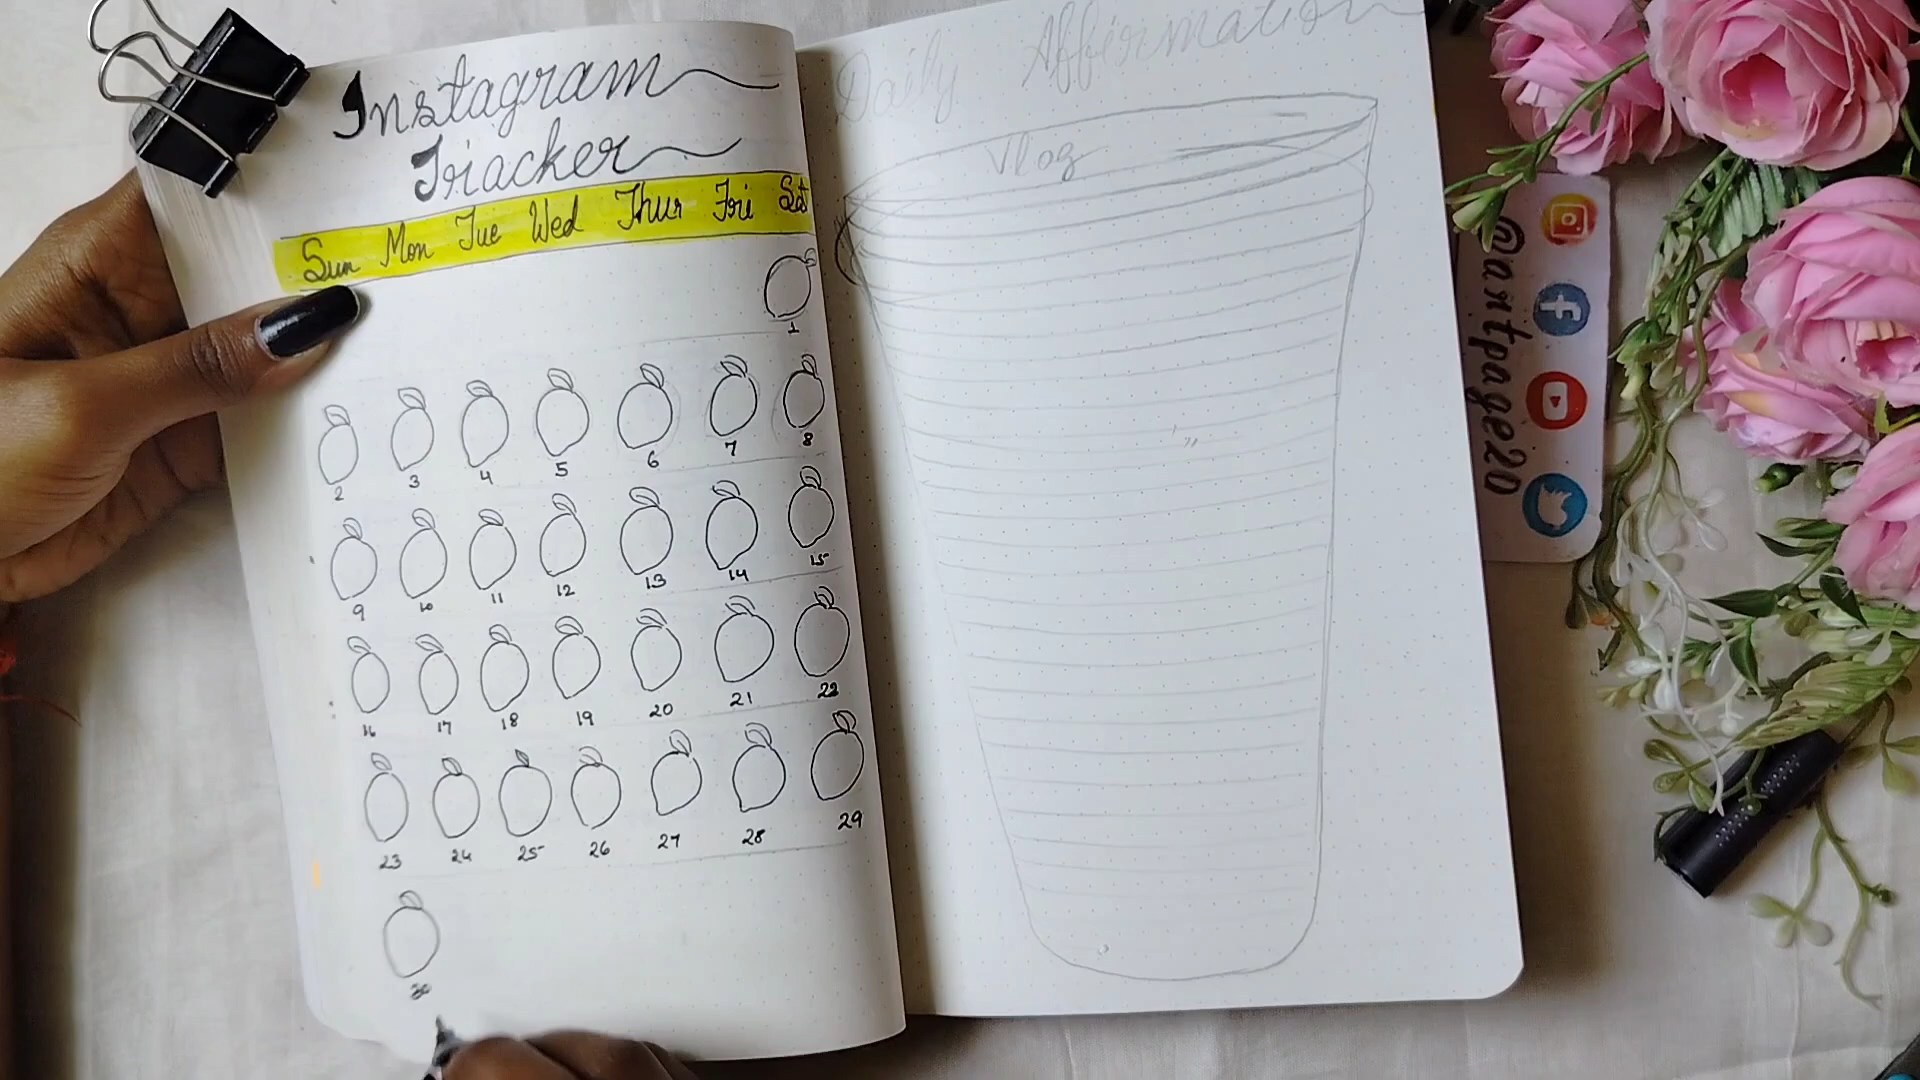 Instagram
Tracker
Sun Mon Tue Wed Thur Fri Sat
1
2 3 4 5 6 7 8
9 10 11 12 13 14 15
16 17 18 19 20 21 22
23 24 25 26 27 28 29
30
Daily Affirmation
Vlog
@artpage20